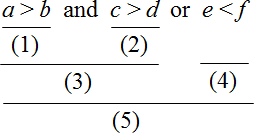 a > b and c > d or e < f
(1) (2)
(3) (4)
(5)